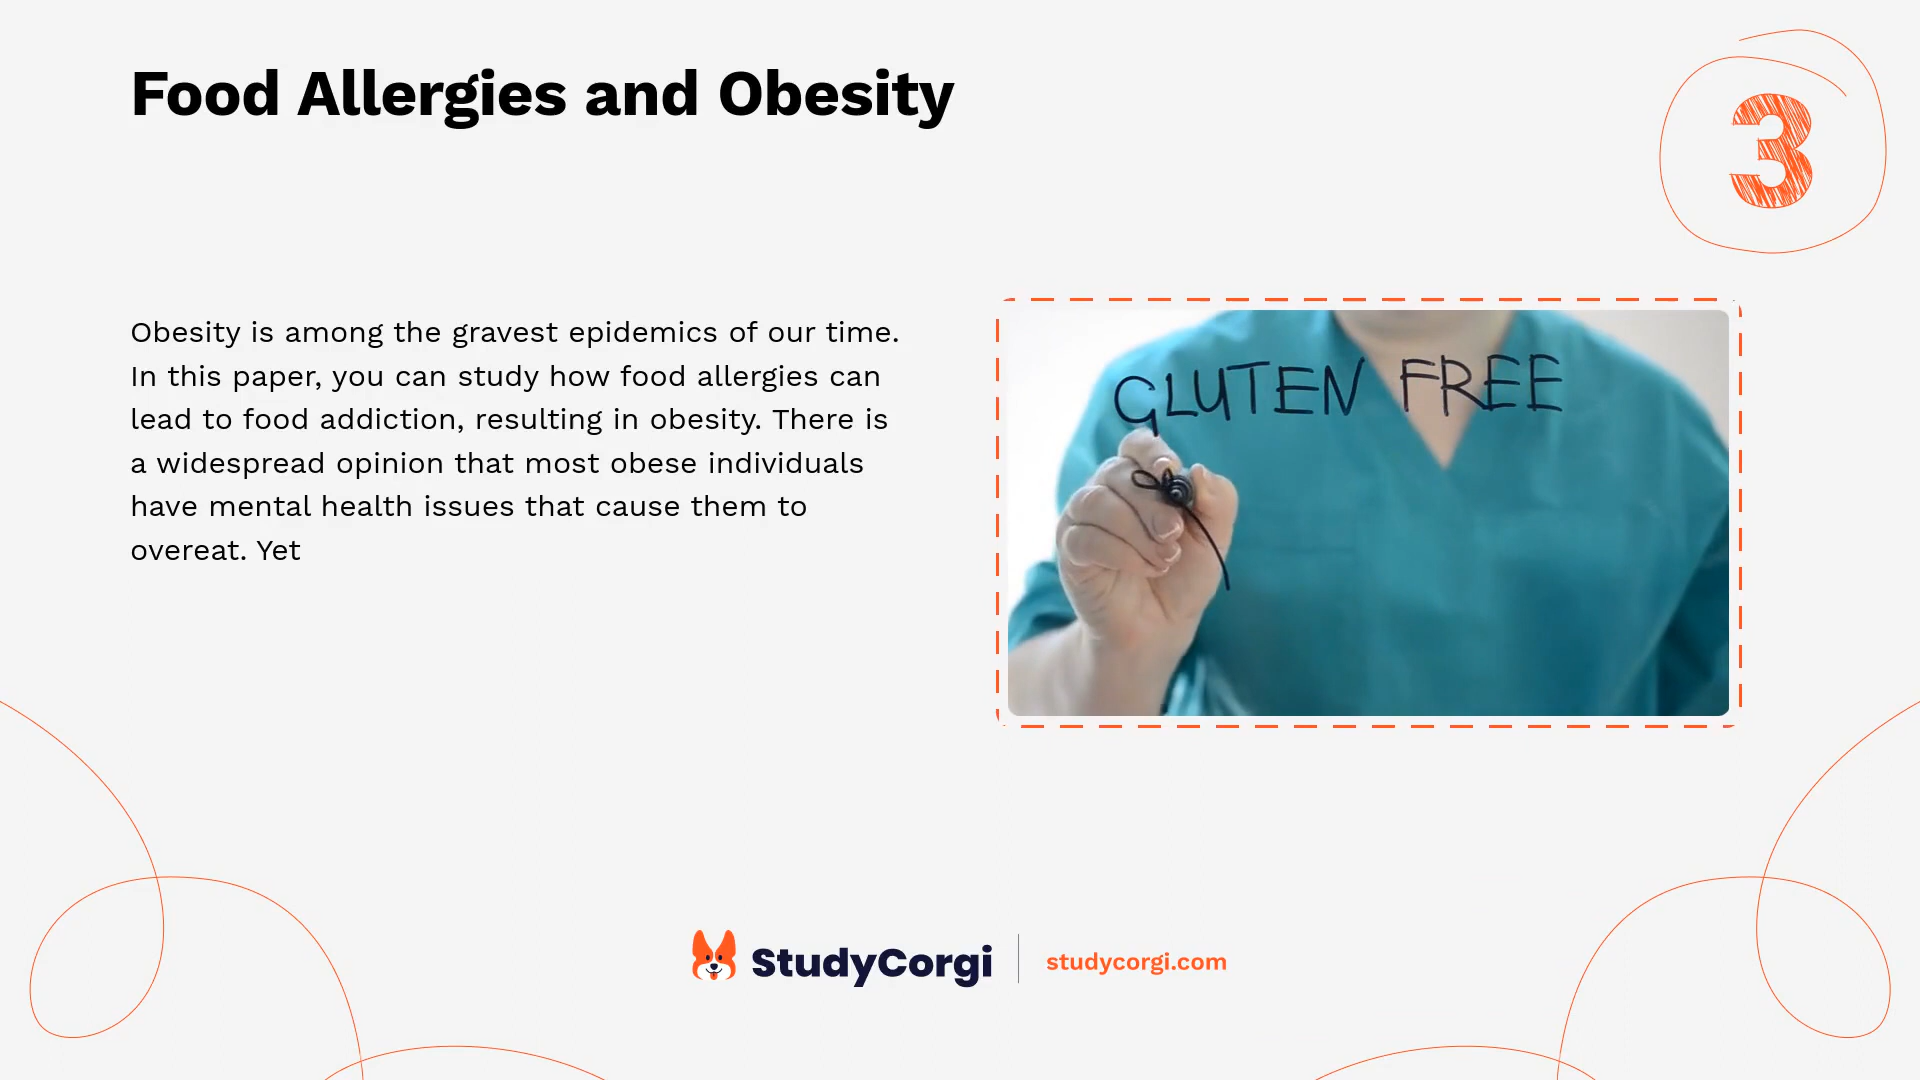 Food Allergies and Obesity
3
Obesity is among the gravest epidemics of our time.
In this paper, you can study how food allergies can
lead to food addiction, resulting in obesity. There is
a widespread opinion that most obese individuals
have mental health issues that cause them to
overeat. Yet
GLUTEN FREE
StudyCorgi
studycorgi.com